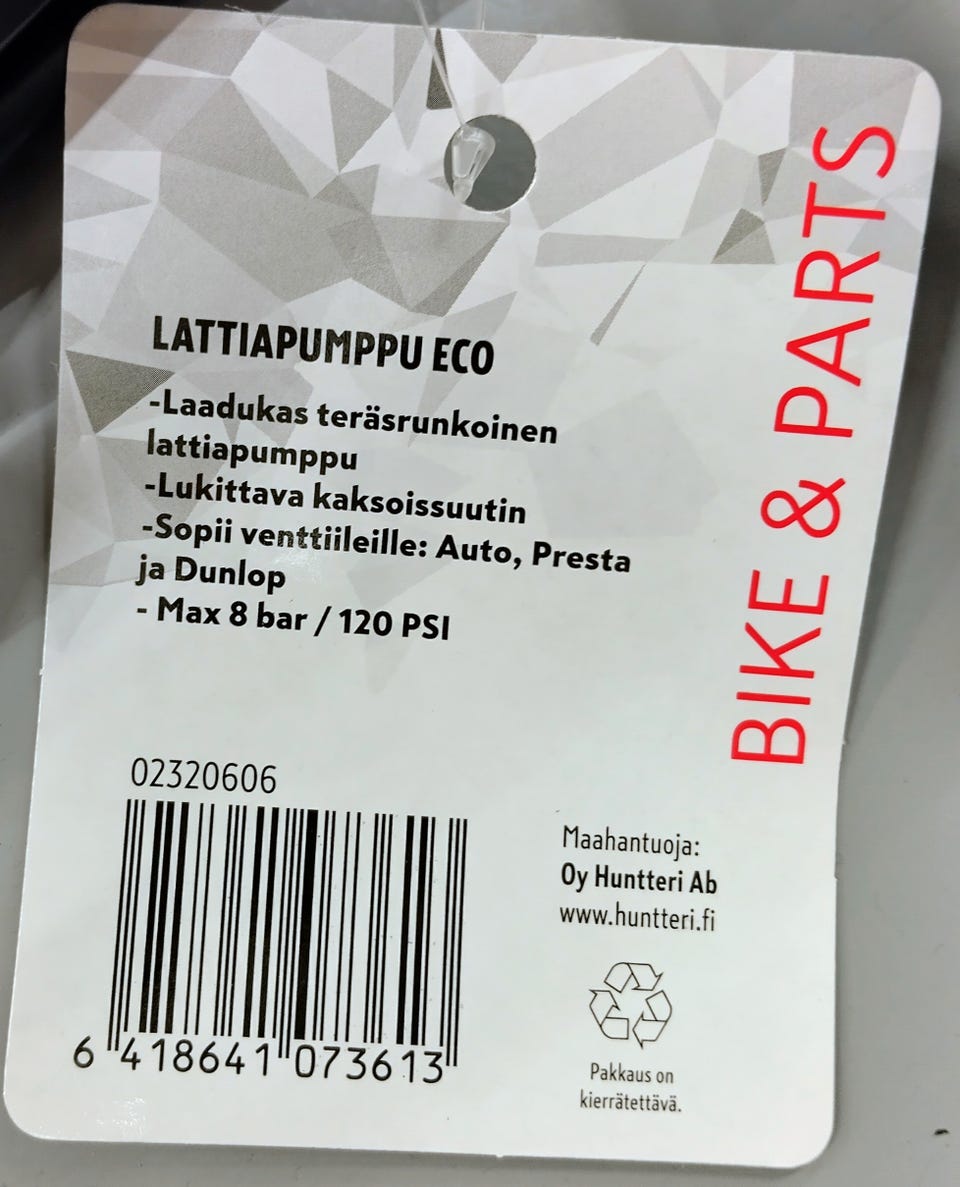 BIKE & PARTS
LATTIAPUMPPU ECO
-Laadukas teräsrunkoinen
lattiapumppu
-Lukittava kaksoissuutin
-Sopii venttiileille: Auto, Presta
ja Dunlop
- Max 8 bar / 120 PSI
02320606
6 418641 073613
Maahantuoja:
Oy Huntteri Ab
www.huntteri.fi
Pakkaus on
kierrätettävä.